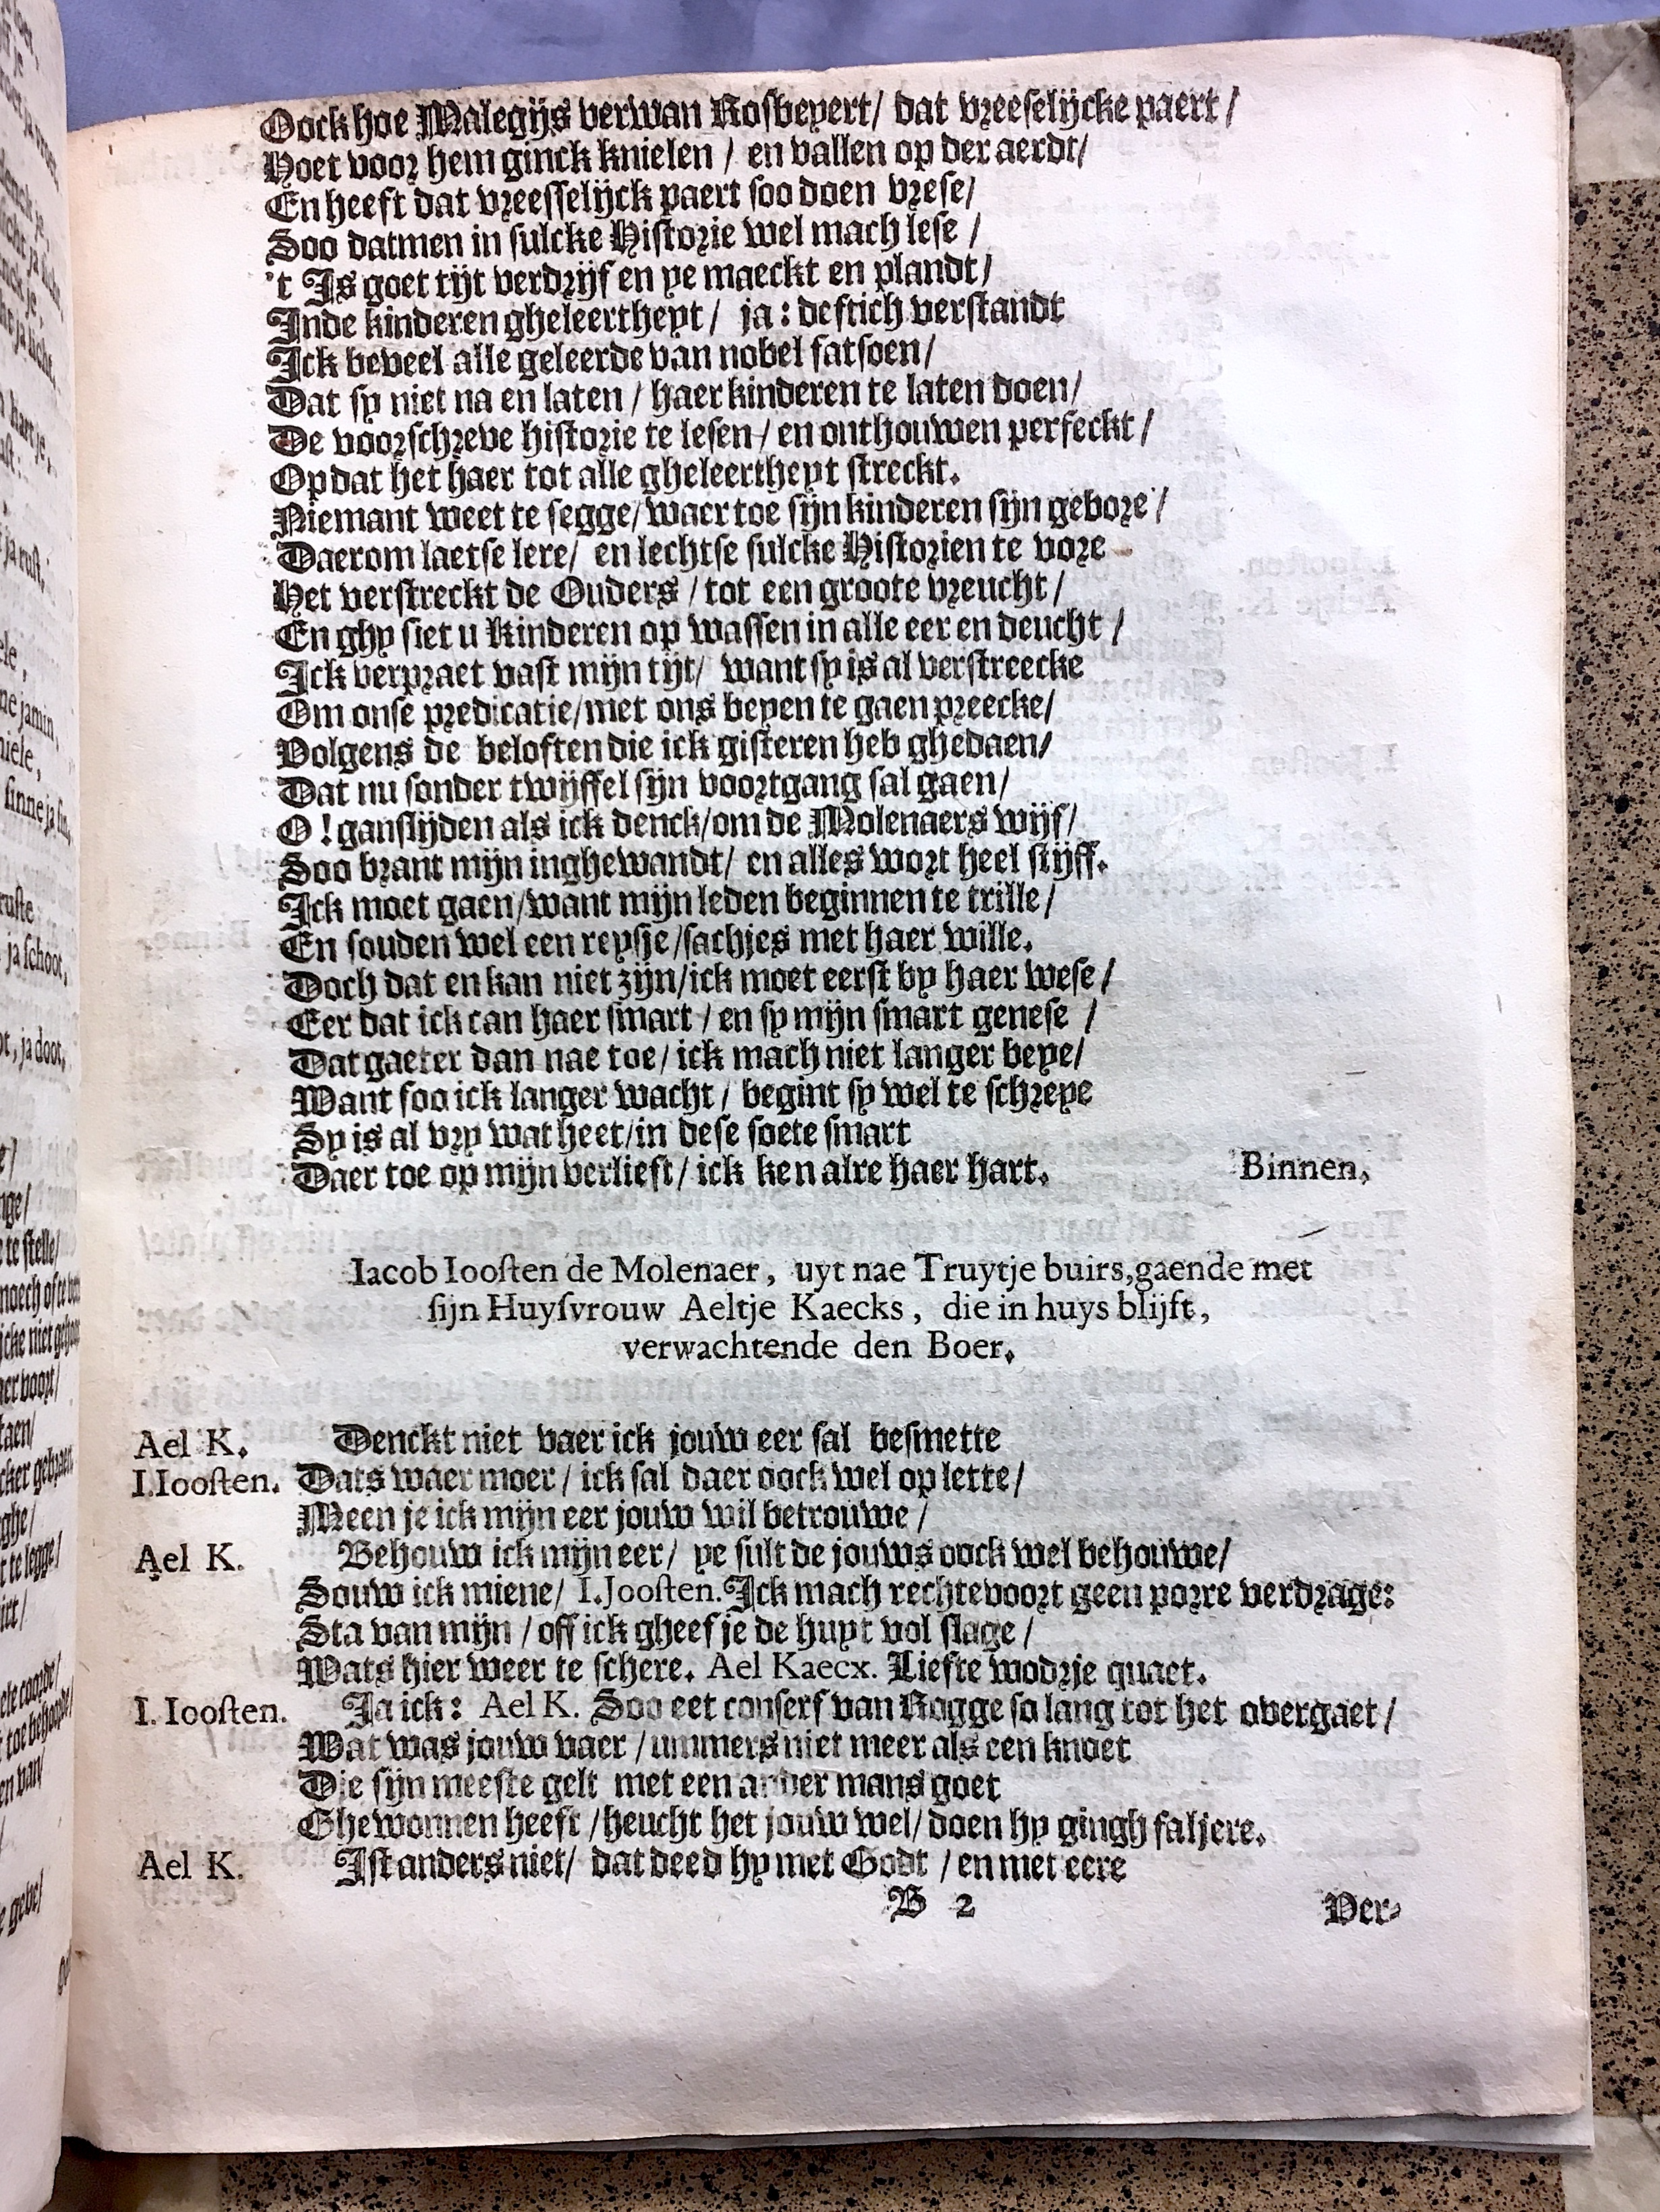 Oock hoe Malegijs verwan Rosbeyert/ dat vreeselijcke paert/
Hoet voor hem ginck knielen / en vallen op der aerdt/
En heeft dat vreesselijck paert soo doen vrese/
Soo datmen in sulcke Historie wel mach lese /
't Is goet tijt verdrijf en ye maeckt en plandt/
Inde kinderen gheleertheyt / ja : deftich verstandt
Ick beveel alle geleerde van nobel fatsoen/
Dat sy niet na en laten / haer kinderen te laten doen/
De voorschreve historie te lesen / en onthouwen perfeckt /
Op dat het haer tot alle gheleertheyt streckt.
Niemant weet te segge/ waer toe sijn kinderen sijn gebore /
Daerom laetse lere/ en lechtse sulcke Historien te vore
Het verstreckt de Ouders / tot een groote vreucht /
En ghy siet u kinderen op wassen in alle eer en deucht /
Ick verpraet vast mijn tijt/ want sy is al verstreecke
Om onse predicatie/met ons beyen te gaen preecke/
Volgens de beloften die ick gisteren heb ghedaen/
Dat nu sonder twijffel sijn voortgang sal gaen/
O ! ganslijden als ick denck/om de Molenaers wijf/
Soo brant mijn inghewandt/ en alles wort heel stijff.
Ick moet gaen/want mijn leden beginnen te trille/
En souden wel een reysje /sachjes met haer wille.
Doch dat en kan niet zijn/ick moet eerst by haer wese /
Eer dat ick can haer smart / en sy mijn smart genese /
Dat gaeter dan nae toe/ ick mach niet langer beye/
Want soo ick langer wacht / begint sy wel te schreye
Sy is al vry wat heet/in dese soete smart
Daer toe op mijn verlieft/ ick ken alre haer hart. Binnen.
Iacob Ioosten de Molenaer, uyt nae Truytje buirs,gaende met
sijn Huysvrouw Aeltje Kaecks, die in huys blijft,
verwachtende den Boer.
Ael K. Denckt niet vaer ick jouw eer sal besmette
I.Ioosten. Dats waer moer / ick sal daer oock wel op lette/
Meen je ick mijn eer jouw wil betrouwe /
Ael K. Behouw ick mijn eer/ ye sult de jouws oock wel behouwe/
Souw ick miene/ I.Joosten. Ick mach rechtevoort geen porre verdrage:
Sta van mijn / off ick gheef je de huyt vol slage /
Wats hier weer te schere. Ael Kaecx. Liefte wodrje quaet.
I. Ioosten. Ja ick : Ael K. Soo eet conserf van Rogge so lang tot het overgaet /
Wat was jouw vaer / ummers niet meer als een knoet
Die sijn meeste gelt met een ander mans goet
Ghewonnen heeft /heucht het jouw wel/ doen hy gingh faljere.
Ael K. Ist anders niet/ dat deed hy met Godt / en met eere
B 2 Ver-